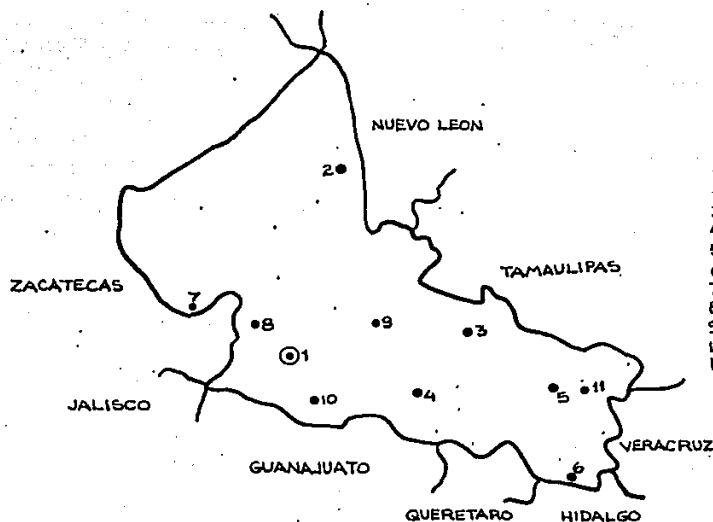 NUEVO LEON
2
TAMAULIPAS
ZACATECAS
7
8
9
3
1
JALISCO
10
4
5
11
GUANAJUATO
VERACRUZ
6
QUERETARO
HIDALGO